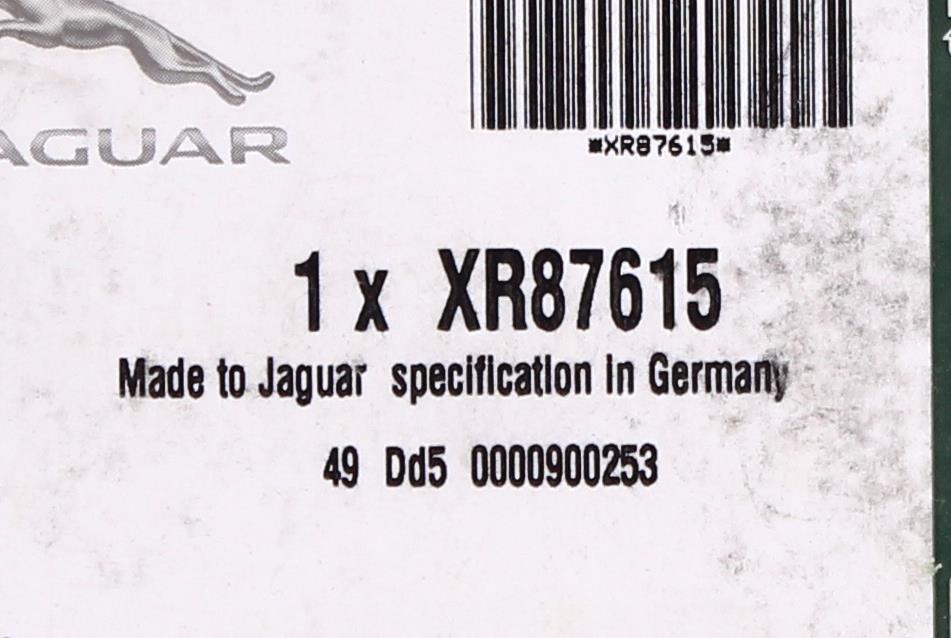 JAGUAR
*XR87615*
1 x XR87615
Made to Jaguar specification in Germany
49 Dd5 0000900253